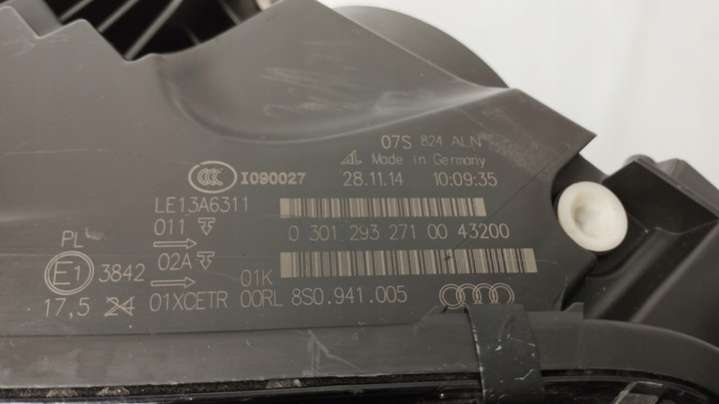 07S 824 ALN
Made in Germany
CCC I090027 28.11.14 10:09:35
LE13A6311
011
0 301 293 271 00 43200
PL
02A
E1 3842
01K
17,5 01XCETR 00RL 8S0.941.005